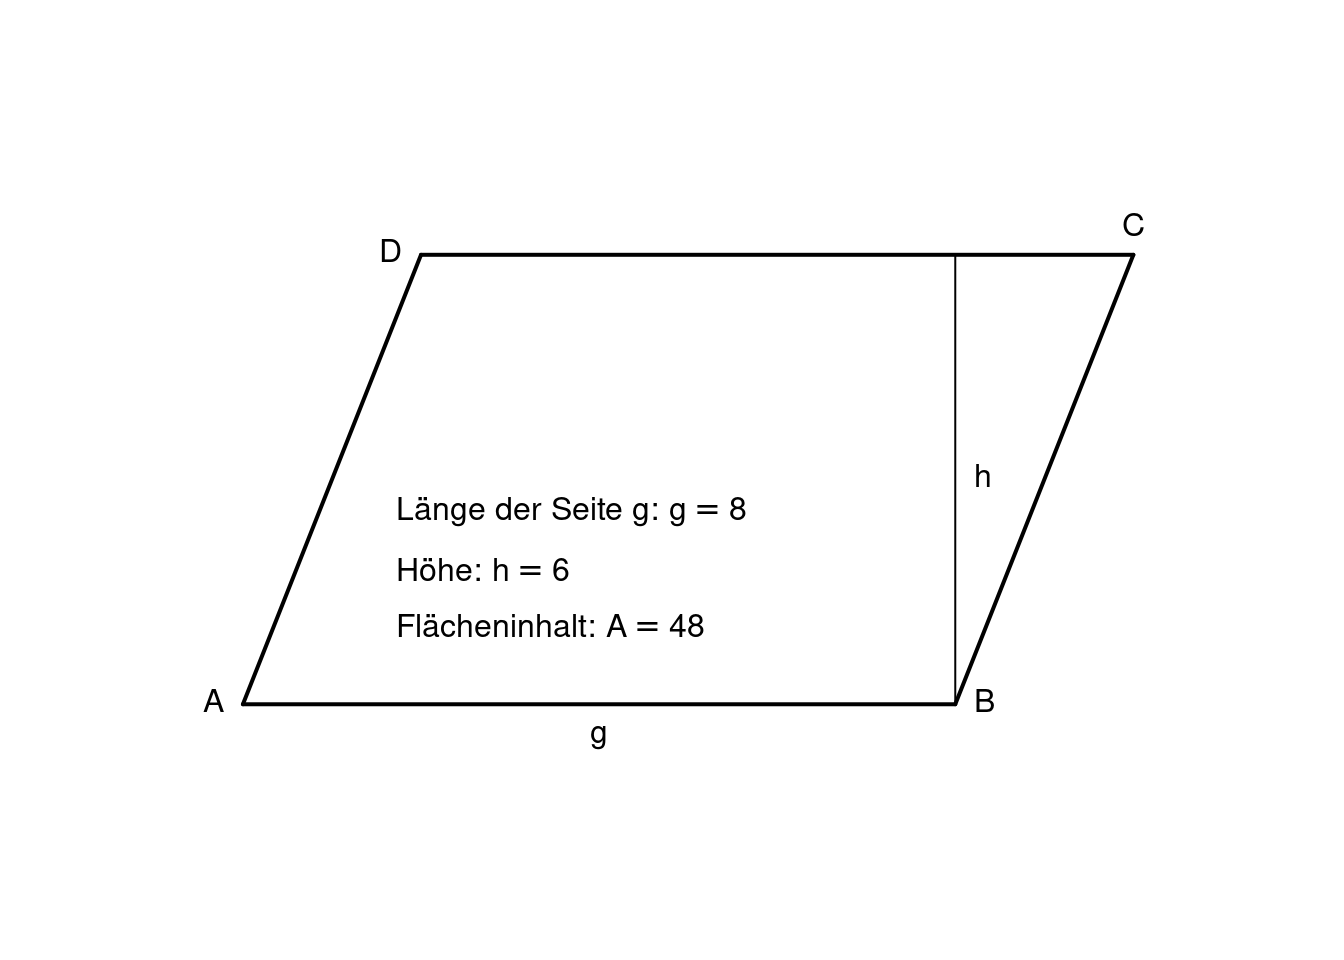 C
D
h
Länge der Seite g: g = 8
Höhe: h = 6
Flächeninhalt: A = 48
A
B
g